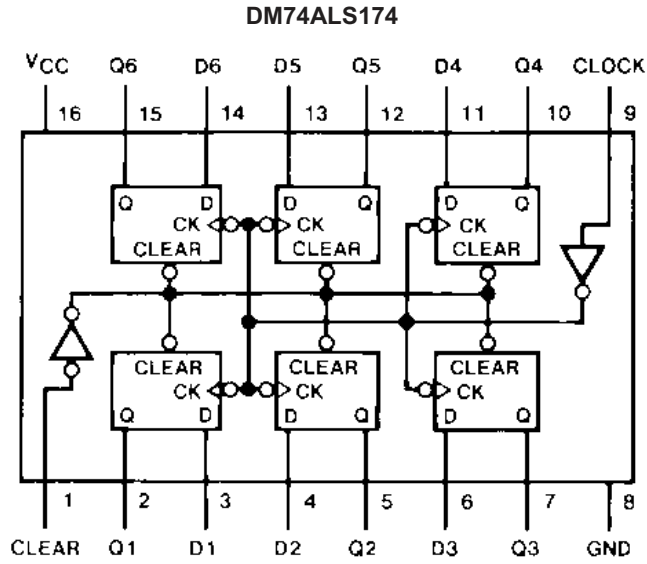 DM74ALS174
VCC Q6 D6 D5 Q5 D4 Q4 CLOCK
16 15 14 13 12 11 10 9
Q D D Q D Q
CK CK CK
CLEAR CLEAR CLEAR
CLEAR CLEAR CLEAR
CK CK CK
Q D D Q D Q
1 2 3 4 5 6 7 8
CLEAR Q1 D1 D2 Q2 D3 Q3 GND